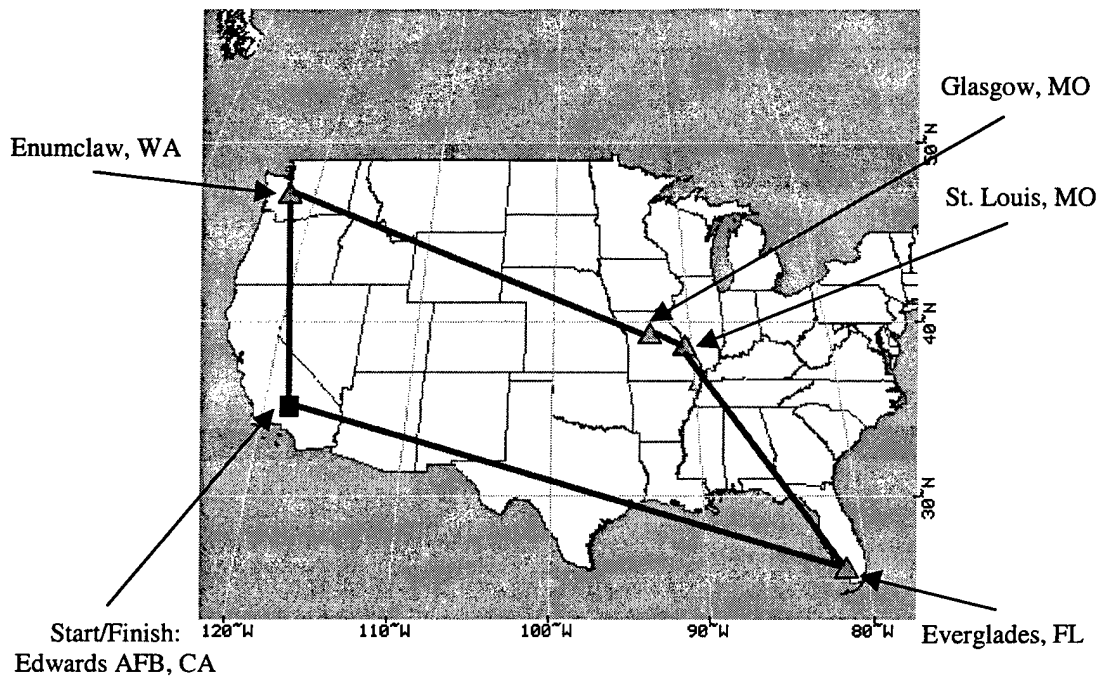 Glasgow, MO
Enumclaw, WA
St. Louis, MO
50~N
40~N
30~N
120~W
110~W
100~W
90~W
80~W
Start/Finish:
Edwards AFB, CA
Everglades, FL